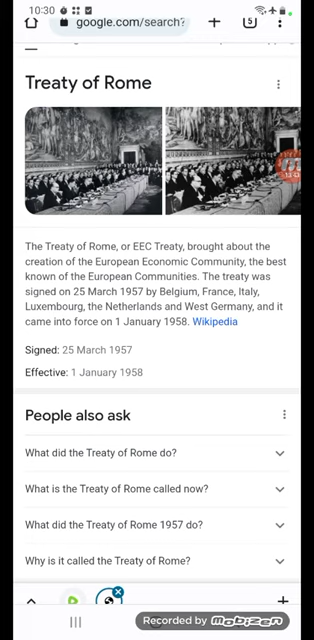 10:30
google.com/search?
5
Treaty of Rome
The Treaty of Rome, or EEC Treaty, brought about the
creation of the European Economic Community, the best
known of the European Communities. The treaty was
signed on 25 March 1957 by Belgium, France, Italy,
Luxembourg, the Netherlands and West Germany, and it
came into force on 1 January 1958. Wikipedia
Signed: 25 March 1957
Effective: 1 January 1958
People also ask
What did the Treaty of Rome do?
What is the Treaty of Rome called now?
What did the Treaty of Rome 1957 do?
Why is it called the Treaty of Rome?
Recorded by Mobizen